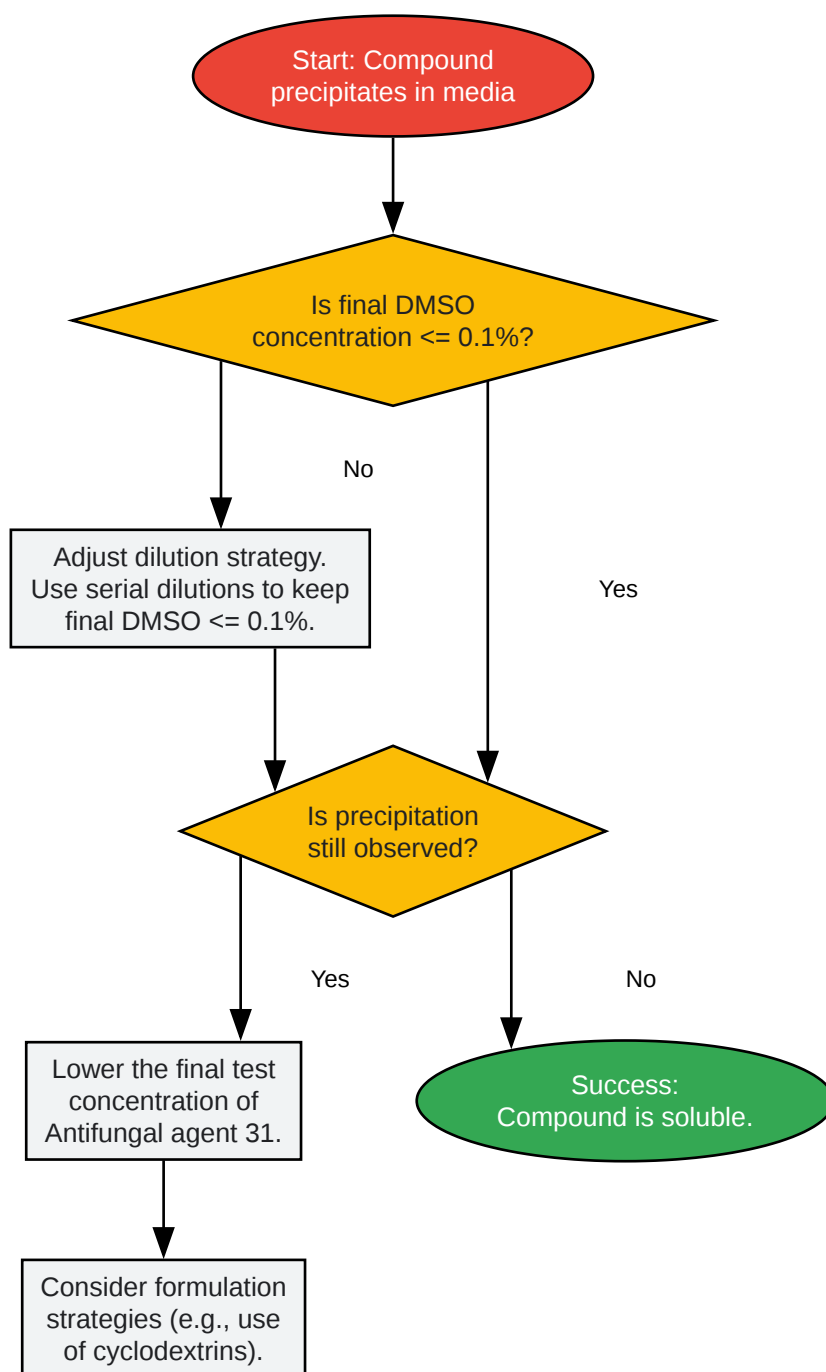 Start: Compound
precipitates in media
Is final DMSO
concentration <= 0.1%?
No
Adjust dilution strategy.
Use serial dilutions to keep
final DMSO <= 0.1%.
Yes
Is precipitation
still observed?
Yes
No
Lower the final test
concentration of
Antifungal agent 31.
Success:
Compound is soluble.
Consider formulation
strategies (e.g., use
of cyclodextrins).